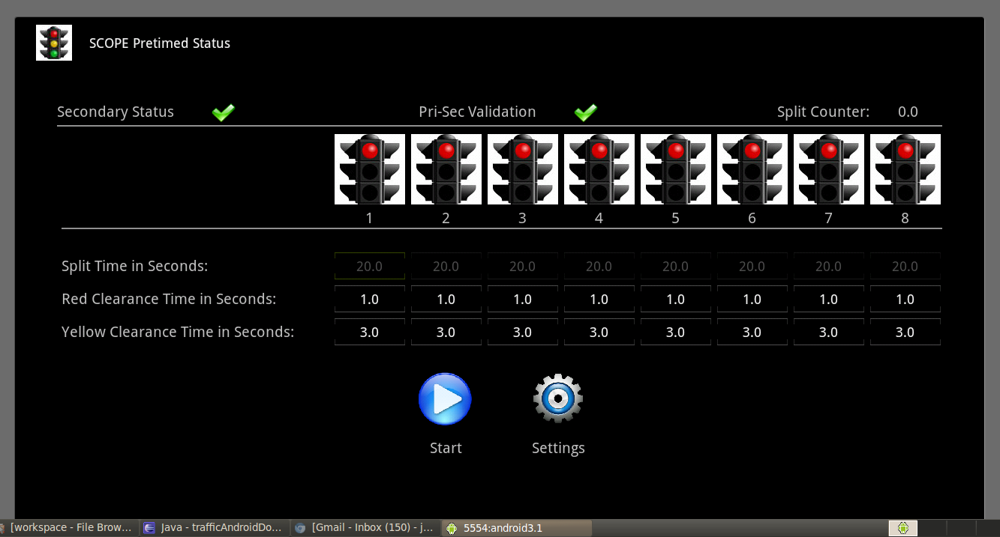 SCOPE Pretimed Status
Secondary Status Pri-Sec Validation Split Counter: 0.0
1 2 3 4 5 6 7 8
Split Time in Seconds: 20.0 20.0 20.0 20.0 20.0 20.0 20.0 20.0
Red Clearance Time in Seconds: 1.0 1.0 1.0 1.0 1.0 1.0 1.0 1.0
Yellow Clearance Time in Seconds: 3.0 3.0 3.0 3.0 3.0 3.0 3.0 3.0
Start Settings
[workspace - File Brow... Java - trafficAndroidDo... [Gmail - Inbox (150) - j... 5554:android3.1